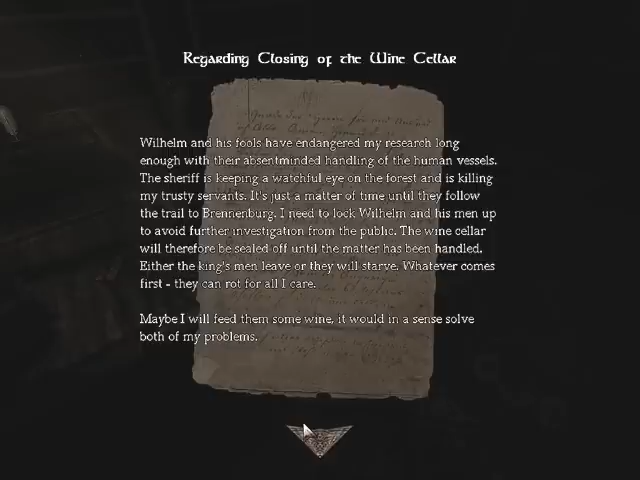 Regarding Closing of the Wine Cellar
Wilhelm and his fools have endangered my research long
enough with their absentminded handling of the human vessels.
The sheriff is keeping a watchful eye on the forest and is killing
my trusty servants. It's just a matter of time until they follow
the trail to Brennenburg. I need to lock Wilhelm and his men up
to avoid further investigation from the public. The wine cellar
will therefore be sealed off until the matter has been handled.
Either the king's men leave or they will starve. Whatever comes
first - they can rot for all I care.
Maybe I will feed them some wine, it would in a sense solve
both of my problems.